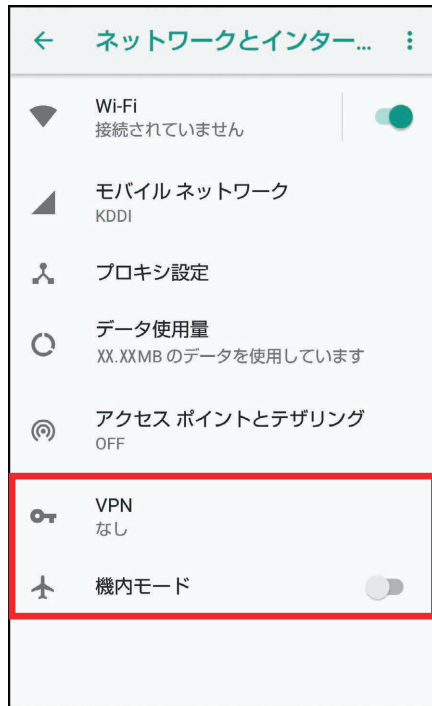 ネットワークとインター...
Wi-Fi
接続されていません
モバイル ネットワーク
KDDI
プロキシ設定
データ使用量
XX.XXMB のデータを使用しています
アクセス ポイントとテザリング
OFF
VPN
なし
機内モード